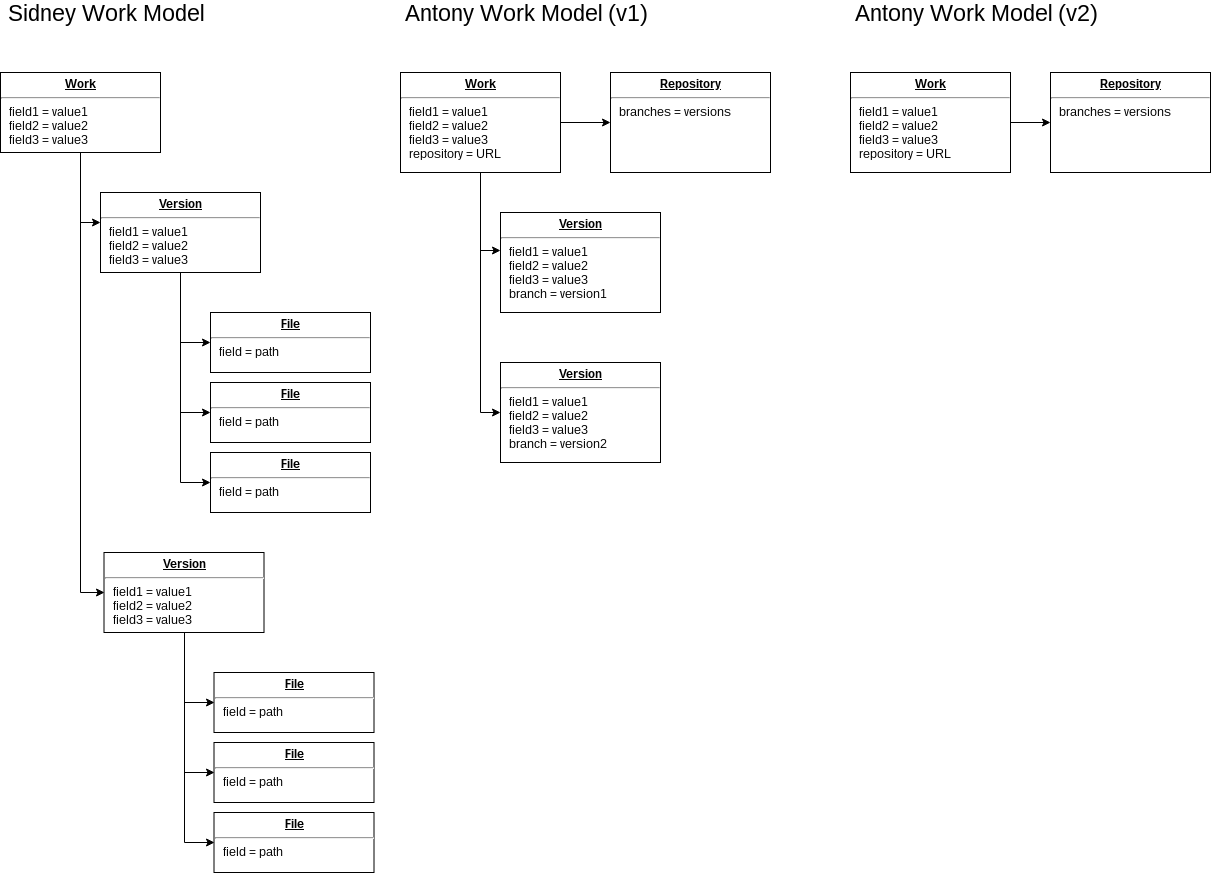 Sidney Work Model
Work
field1 = value1
field2 = value2
field3 = value3
Version
field1 = value1
field2 = value2
field3 = value3
File
field = path
File
field = path
File
field = path
Version
field1 = value1
field2 = value2
field3 = value3
File
field = path
File
field = path
File
field = path
Antony Work Model (v1)
Work
field1 = value1
field2 = value2
field3 = value3
repository = URL
Repository
branches = versions
Version
field1 = value1
field2 = value2
field3 = value3
branch = version1
Version
field1 = value1
field2 = value2
field3 = value3
branch = version2
Antony Work Model (v2)
Work
field1 = value1
field2 = value2
field3 = value3
repository = URL
Repository
branches = versions